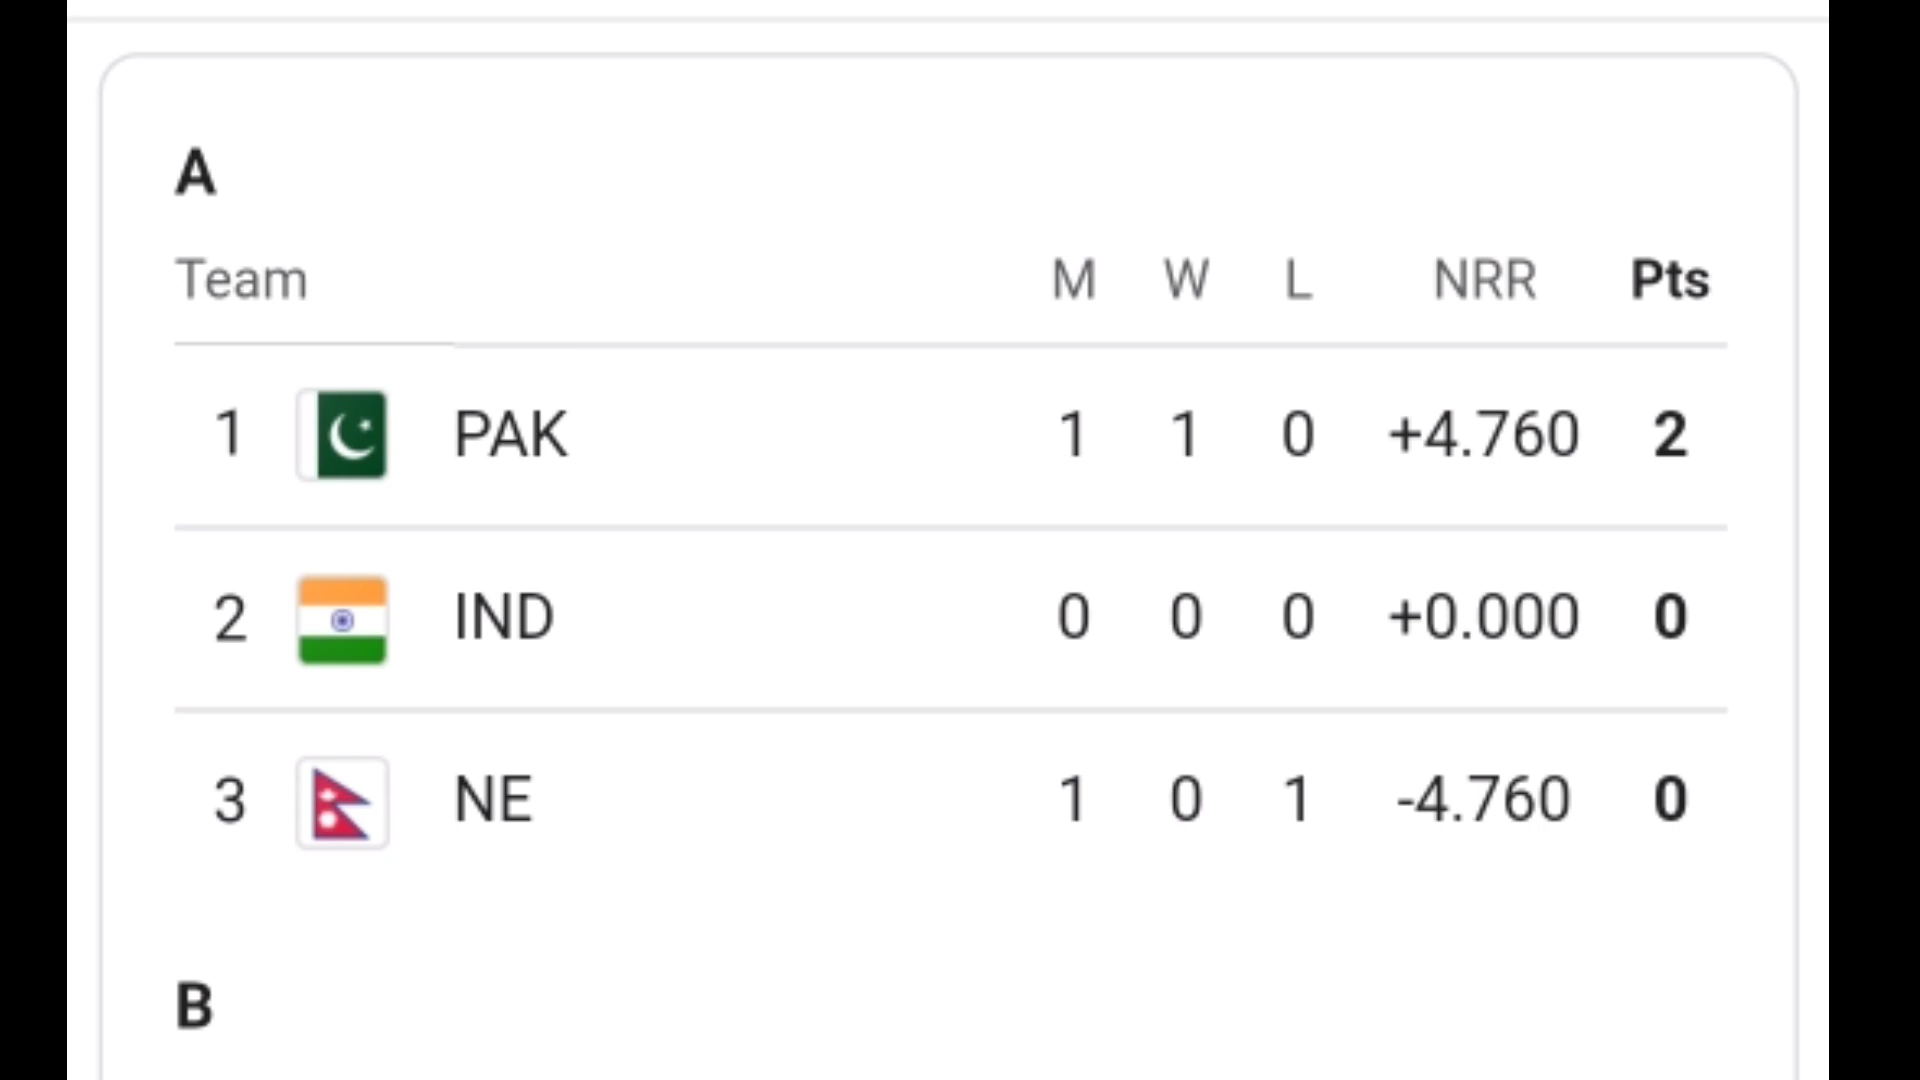 A
Team M W L NRR Pts
1 PAK 1 1 0 +4.760 2
2 IND 0 0 0 +0.000 0
3 NE 1 0 1 -4.760 0
B